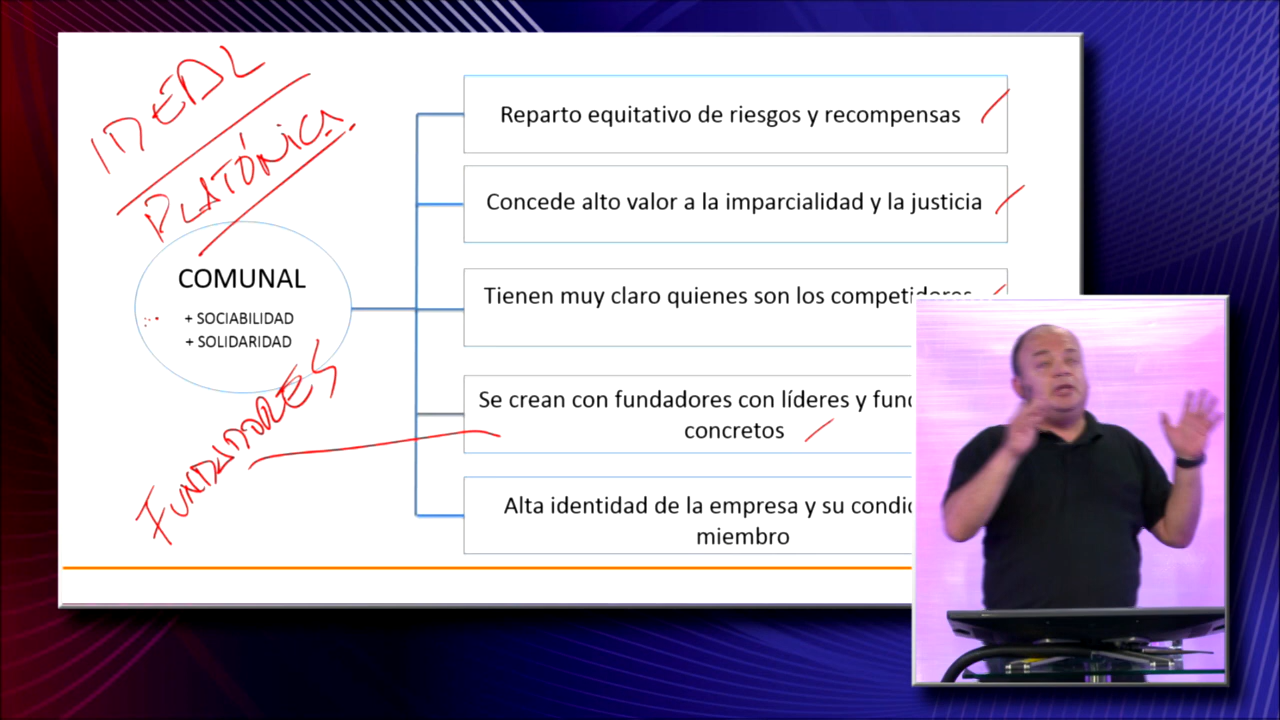 IDEAL
PLATÓNICA
COMUNAL
+ SOCIABILIDAD
+ SOLIDARIDAD
FUNDADORES
Reparto equitativo de riesgos y recompensas
Concede alto valor a la imparcialidad y la justicia
Tienen muy claro quienes son los competidores
Se crean con fundadores con líderes y
concretos
Alta identidad de la empresa y su
miembro